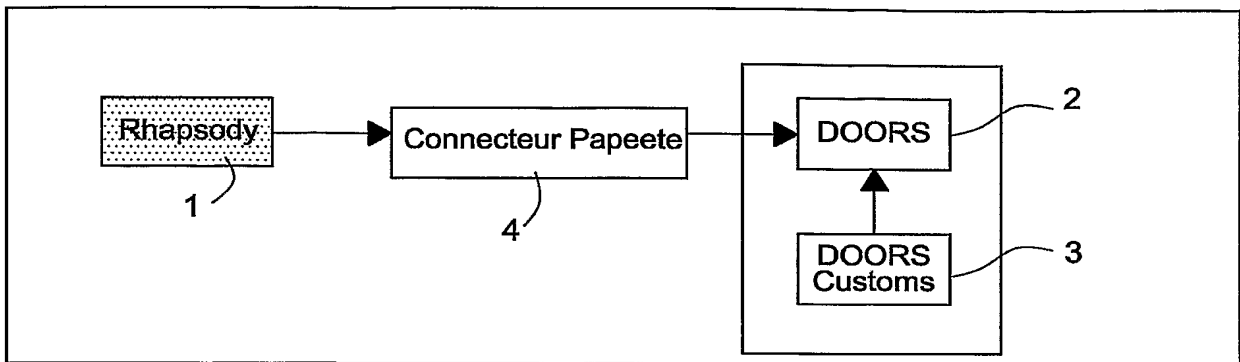 Rhapsody
1
Connecteur Papeete
4
DOORS
2
DOORS
Customs
3